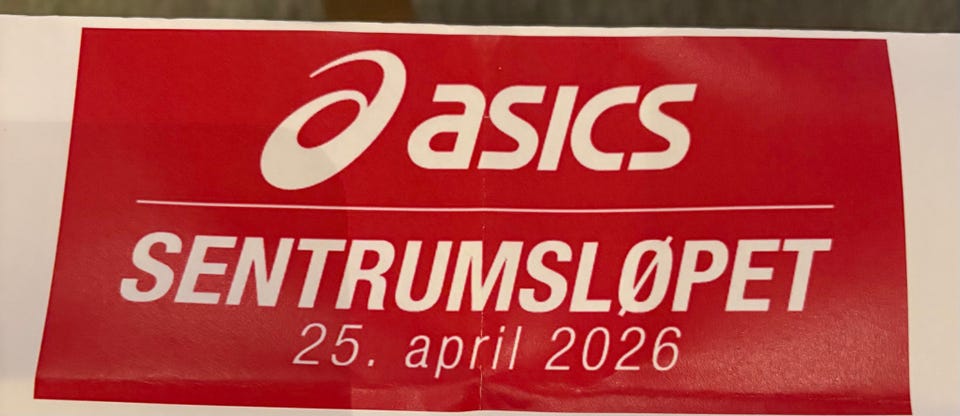 asics
SENTRUMSLØPET
25. april 2026